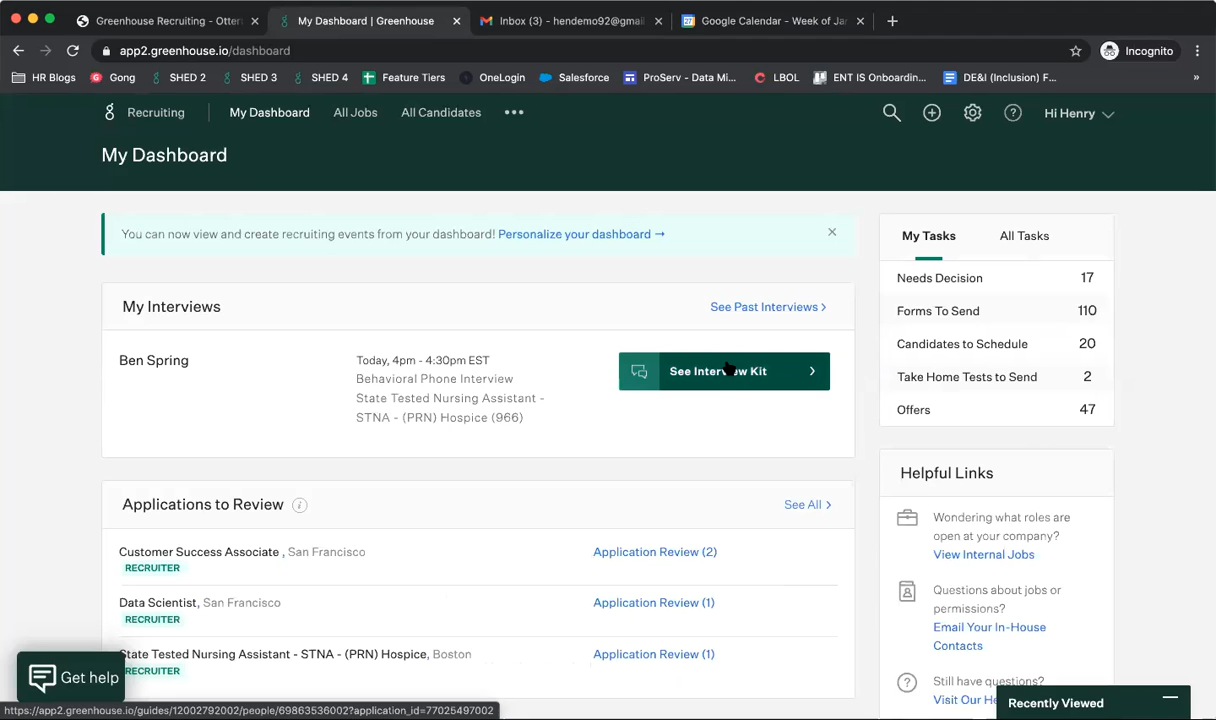 Greenhouse Recruiting - Otter
My Dashboard | Greenhouse
Inbox (3) - hendemo92@gmail
Google Calendar - Week of Jan
app2.greenhouse.io/dashboard
Incognito
HR Blogs
Gong
SHED 2
SHED 3
SHED 4
Feature Tiers
OneLogin
Salesforce
ProServ - Data Mi...
LBOL
ENT IS Onboardin...
DE&I (Inclusion) F...
»
Recruiting
My Dashboard
All Jobs
All Candidates
Hi Henry
My Dashboard
You can now view and create recruiting events from your dashboard! Personalize your dashboard →
My Interviews
See Past Interviews >
Ben Spring
Today, 4pm - 4:30pm EST
Behavioral Phone Interview
State Tested Nursing Assistant -
STNA - (PRN) Hospice (966)
See Interview Kit
Applications to Review
See All >
Customer Success Associate , San Francisco
RECRUITER
Application Review (2)
Data Scientist, San Francisco
RECRUITER
Application Review (1)
State Tested Nursing Assistant - STNA - (PRN) Hospice, Boston
RECRUITER
Application Review (1)
My Tasks
All Tasks
Needs Decision 17
Forms To Send 110
Candidates to Schedule 20
Take Home Tests to Send 2
Offers 47
Helpful Links
Wondering what roles are
open at your company?
View Internal Jobs
Questions about jobs or
permissions?
Email Your In-House
Contacts
Still have questions?
Visit Our He
Recently Viewed
Get help
https://app2.greenhouse.io/guides/12002792002/people/69863536002?application_id=77025497002